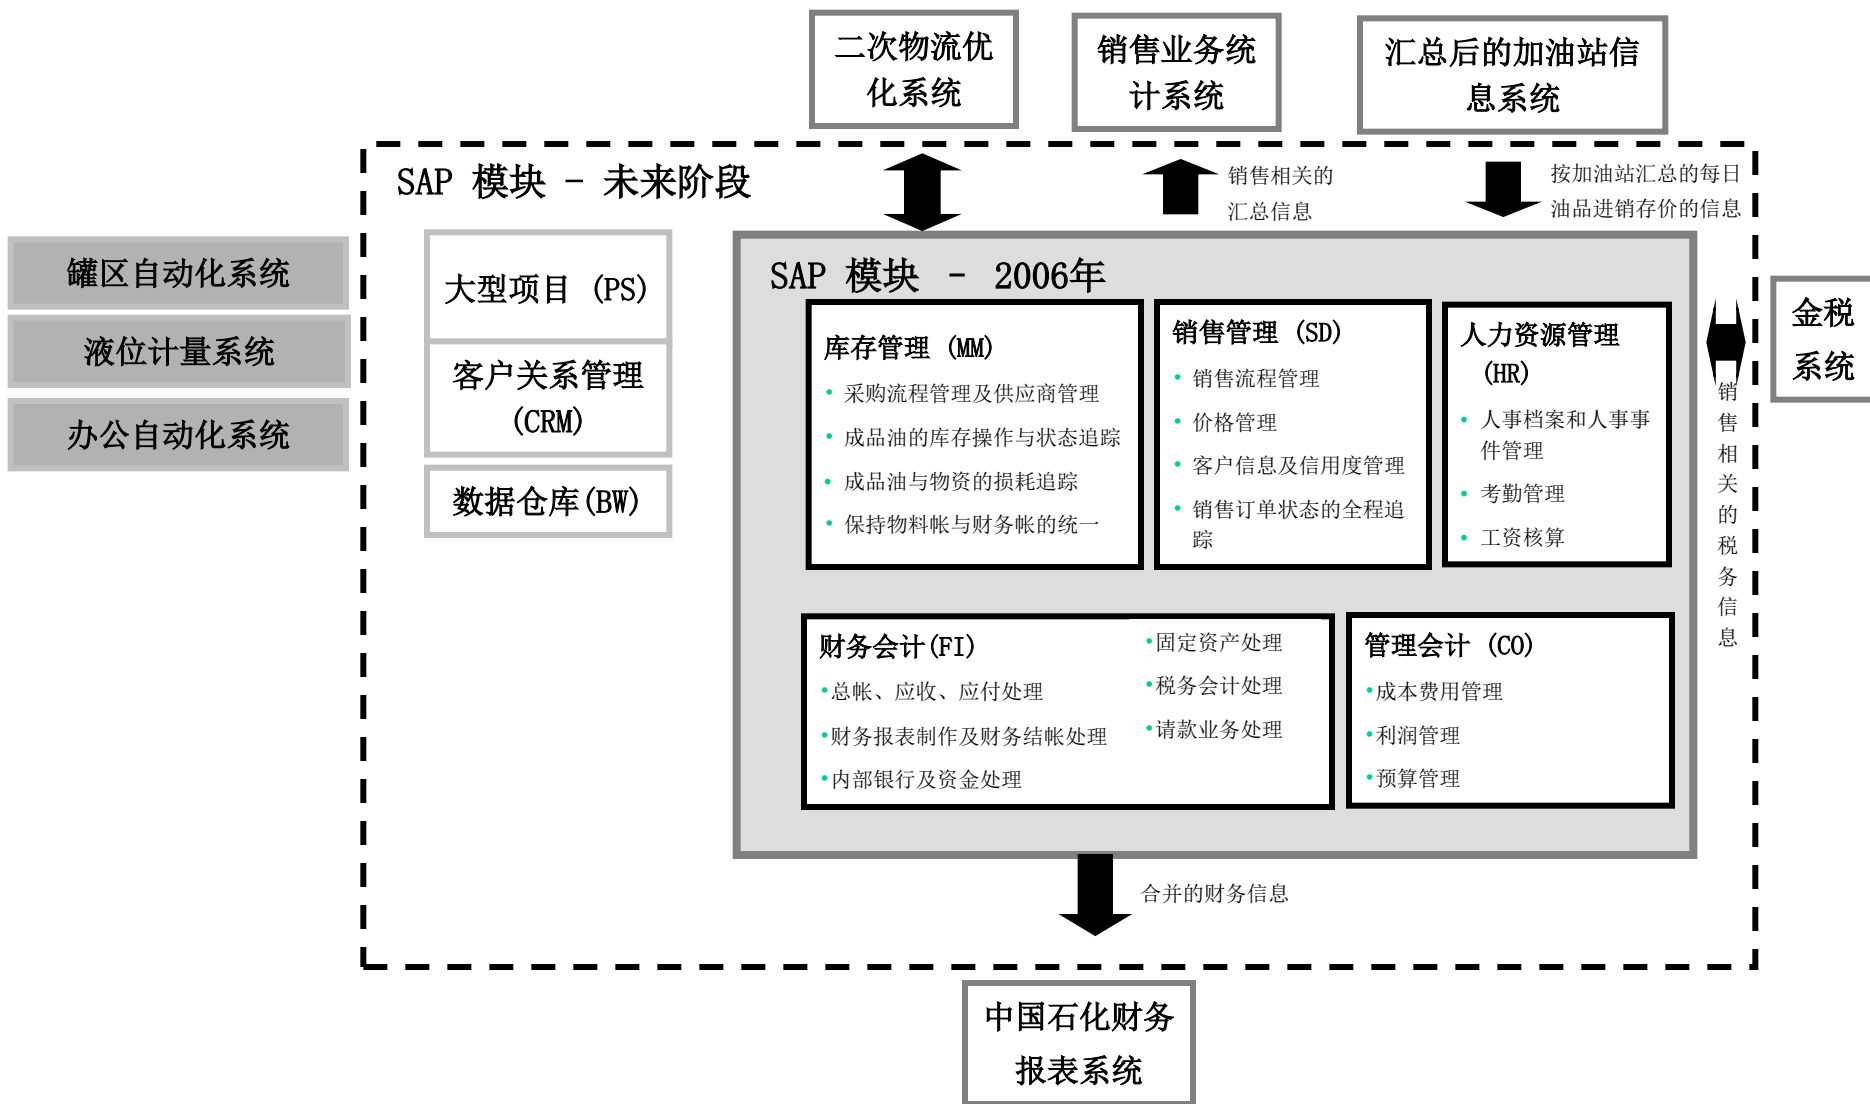 二次物流优
化系统
销售业务统
计系统
汇总后的加油站信
息系统
SAP 模块 - 未来阶段
销售相关的
汇总信息
按加油站汇总的每日
油品进销存价的信息
罐区自动化系统
液位计量系统
办公自动化系统
大型项目 (PS)
客户关系管理
(CRM)
数据仓库(BW)
SAP 模块 - 2006年
库存管理 (MM)
• 采购流程管理及供应商管理
• 成品油的库存操作与状态追踪
• 成品油与物资的损耗追踪
• 保持物料帐与财务帐的统一
销售管理 (SD)
• 销售流程管理
• 价格管理
• 客户信息及信用度管理
• 销售订单状态的全程追
踪
人力资源管理
(HR)
• 人事档案和人事事
件管理
• 考勤管理
• 工资核算
金税
系统
销售相关的税务信息
财务会计(FI)
•总帐、应收、应付处理
•财务报表制作及财务结帐处理
•内部银行及资金处理
•固定资产处理
•税务会计处理
•请款业务处理
管理会计 (CO)
•成本费用管理
•利润管理
•预算管理
合并的财务信息
中国石化财务
报表系统